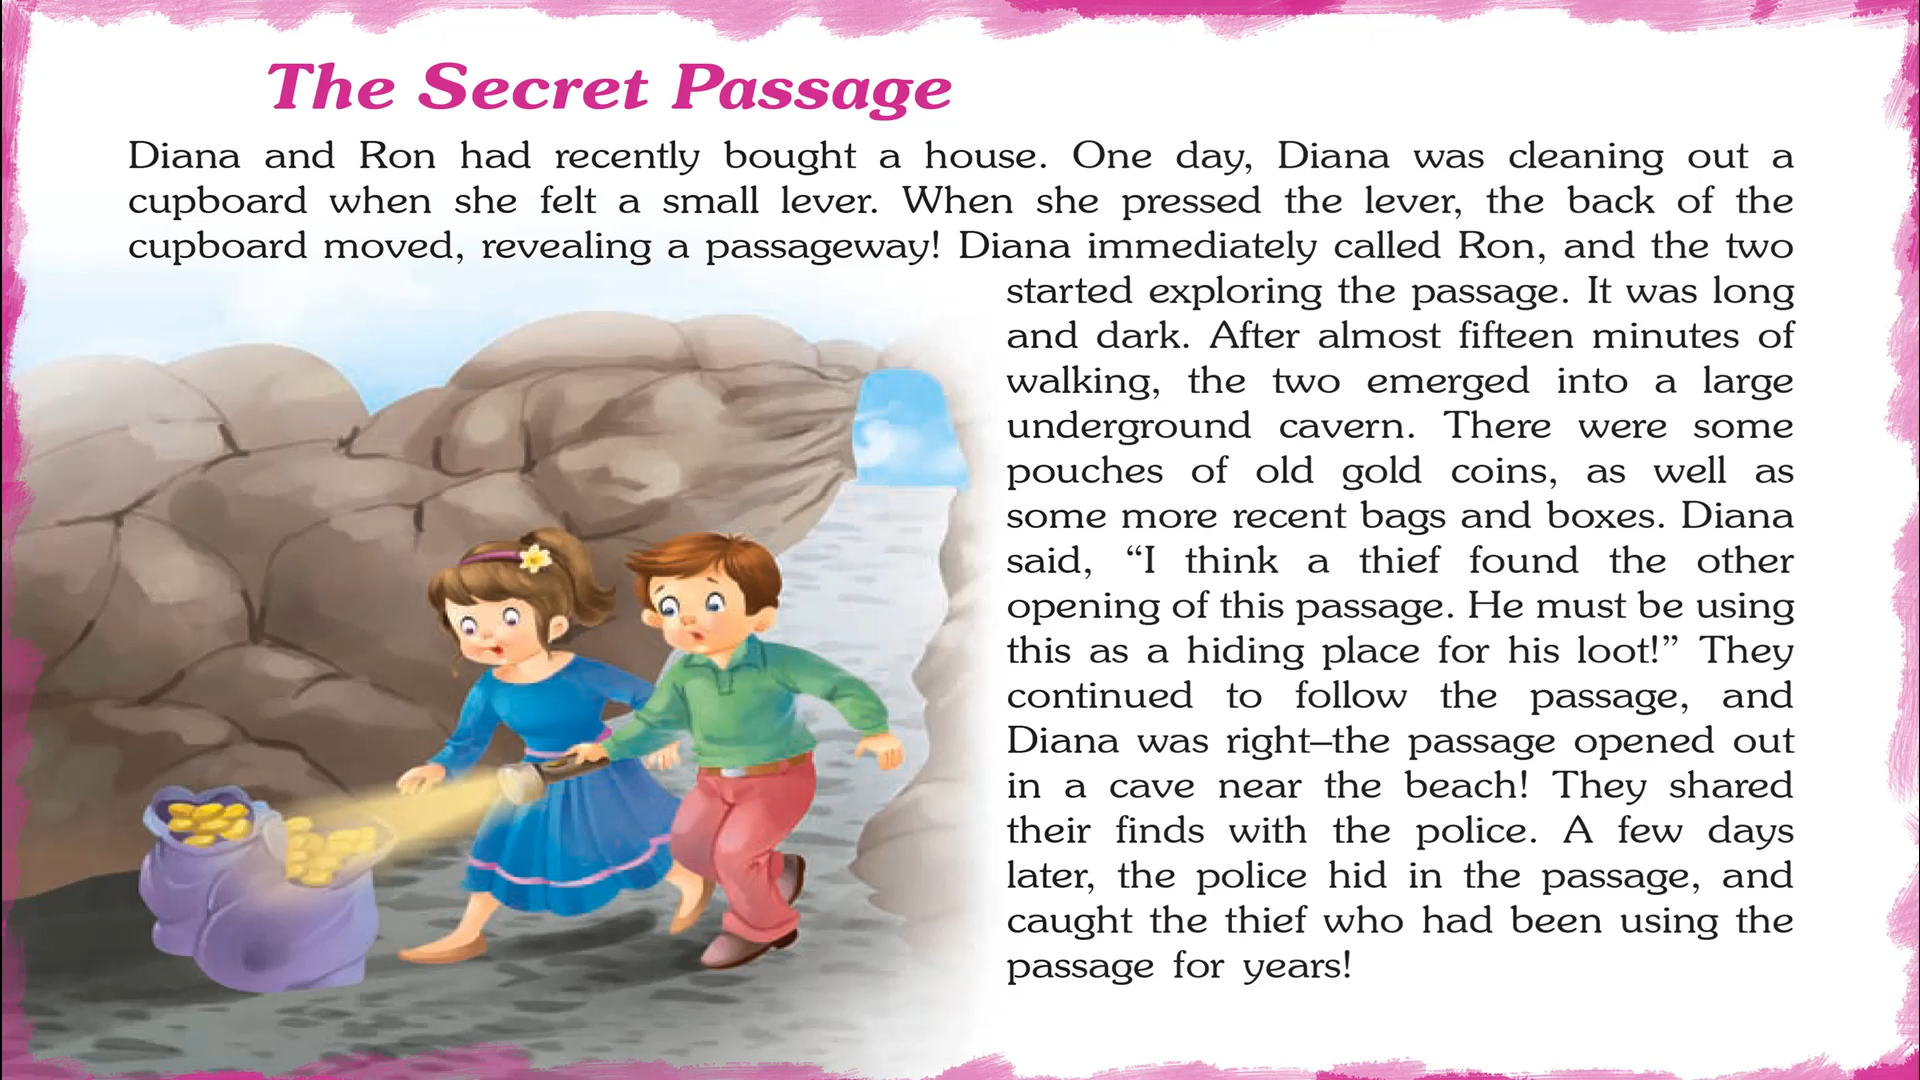 The Secret Passage
Diana and Ron had recently bought a house. One day, Diana was cleaning out a
cupboard when she felt a small lever. When she pressed the lever, the back of the
cupboard moved, revealing a passageway! Diana immediately called Ron, and the two
started exploring the passage. It was long
and dark. After almost fifteen minutes of
walking, the two emerged into a large
underground cavern. There were some
pouches of old gold coins, as well as
some more recent bags and boxes. Diana
said, “I think a thief found the other
opening of this passage. He must be using
this as a hiding place for his loot!” They
continued to follow the passage, and
Diana was right–the passage opened out
in a cave near the beach! They shared
their finds with the police. A few days
later, the police hid in the passage, and
caught the thief who had been using the
passage for years!